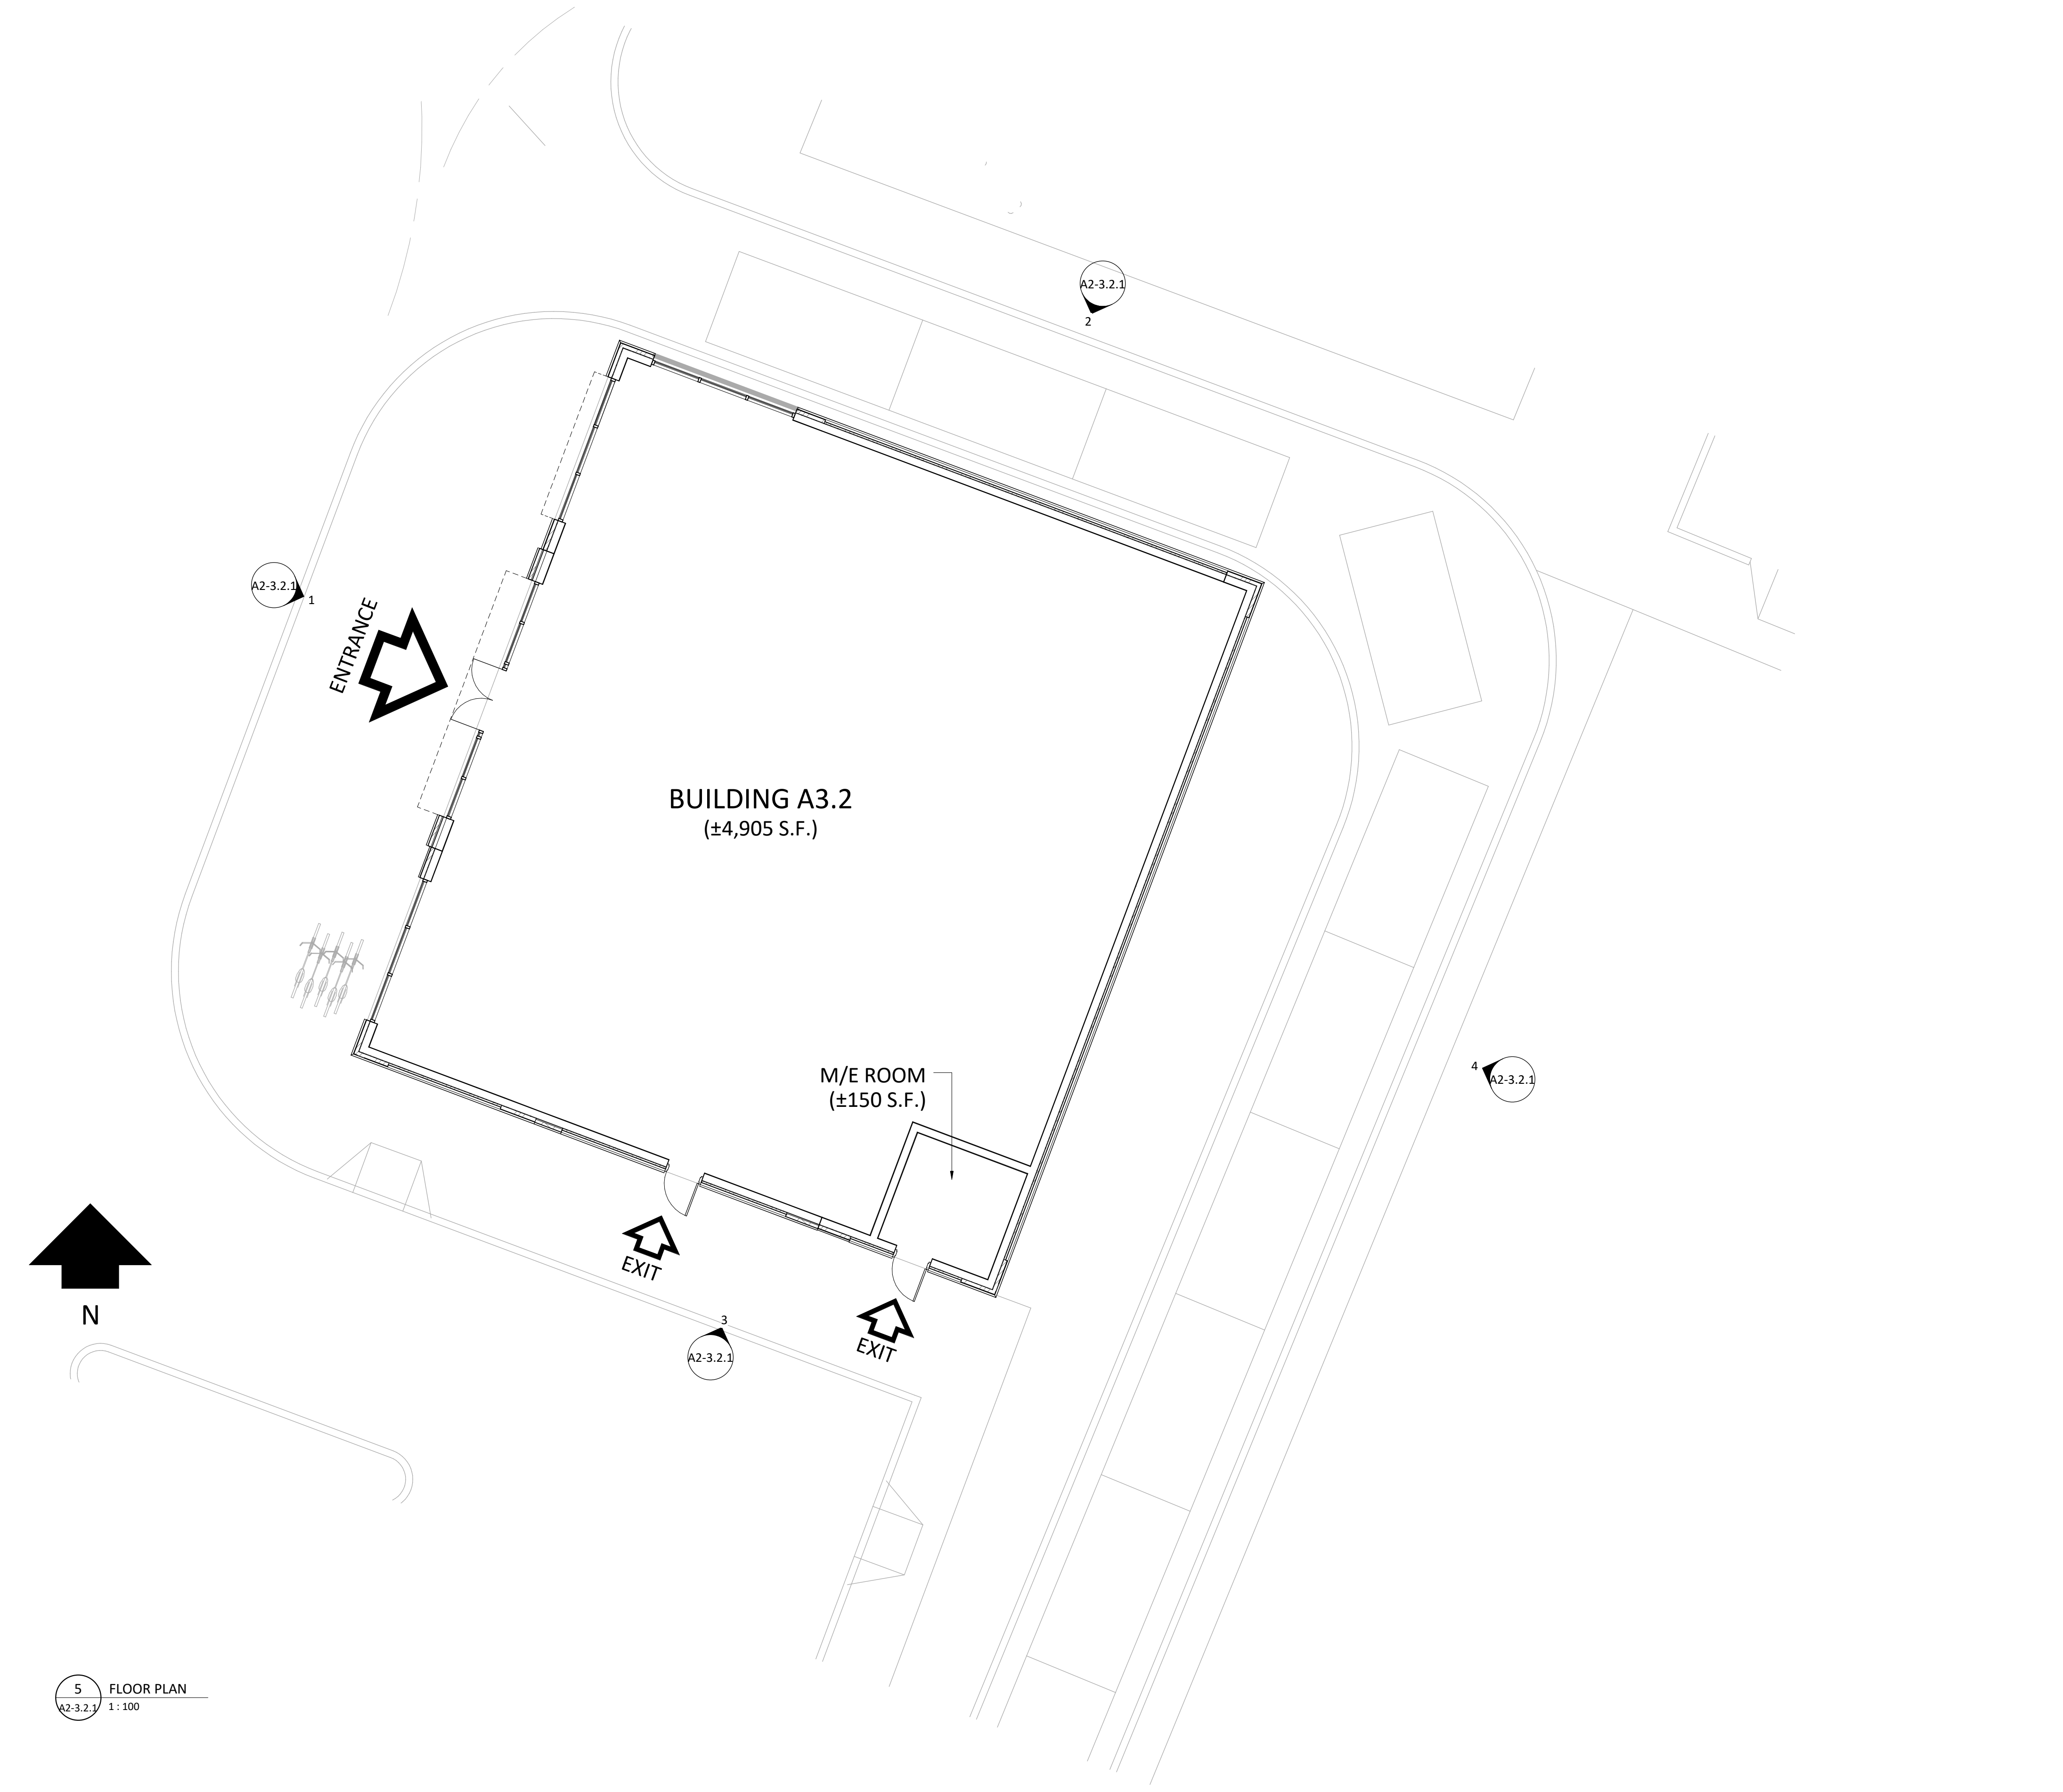 A2-3.2.1
2
A2-3.2.1
1
ENTRANCE
BUILDING A3.2
(±4,905 S.F.)
M/E ROOM
(±150 S.F.)
4
A2-3.2.1
EXIT
N
3
A2-3.2.1
EXIT
5
A2-3.2.1
FLOOR PLAN
1 : 100